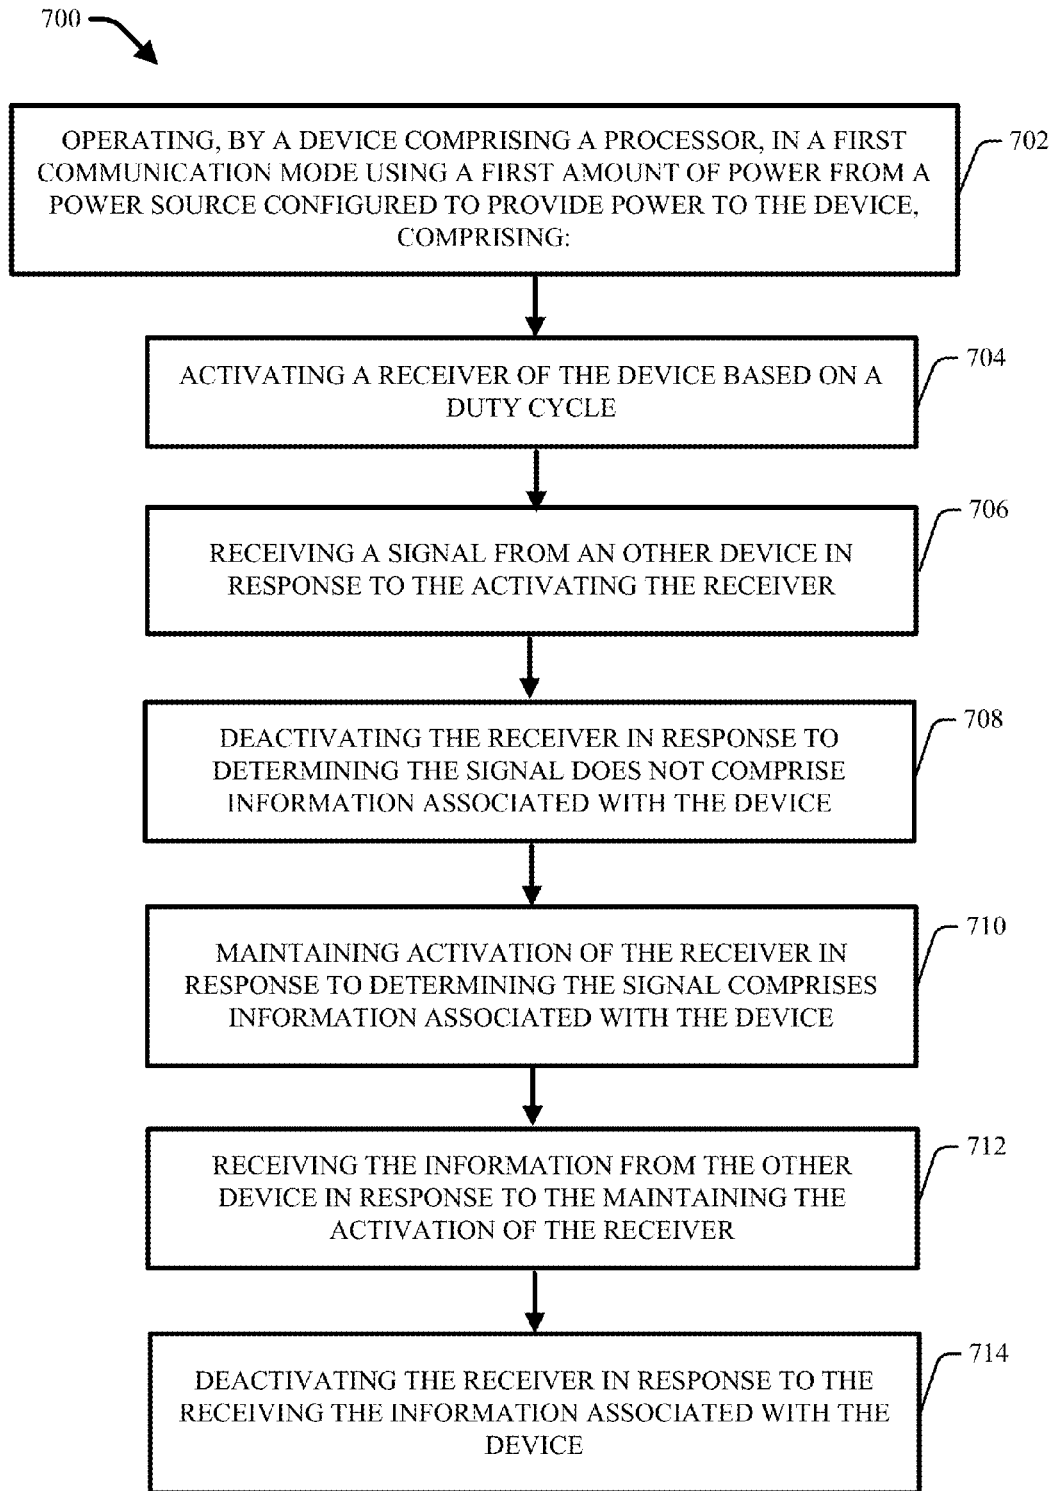 700
OPERATING, BY A DEVICE COMPRISING A PROCESSOR, IN A FIRST
COMMUNICATION MODE USING A FIRST AMOUNT OF POWER FROM A
POWER SOURCE CONFIGURED TO PROVIDE POWER TO THE DEVICE,
COMPRISING:
702
ACTIVATING A RECEIVER OF THE DEVICE BASED ON A
DUTY CYCLE
704
RECEIVING A SIGNAL FROM AN OTHER DEVICE IN
RESPONSE TO THE ACTIVATING THE RECEIVER
706
DEACTIVATING THE RECEIVER IN RESPONSE TO
DETERMINING THE SIGNAL DOES NOT COMPRISE
INFORMATION ASSOCIATED WITH THE DEVICE
708
MAINTAINING ACTIVATION OF THE RECEIVER IN
RESPONSE TO DETERMINING THE SIGNAL COMPRISES
INFORMATION ASSOCIATED WITH THE DEVICE
710
RECEIVING THE INFORMATION FROM THE OTHER
DEVICE IN RESPONSE TO THE MAINTAINING THE
ACTIVATION OF THE RECEIVER
712
DEACTIVATING THE RECEIVER IN RESPONSE TO THE
RECEIVING THE INFORMATION ASSOCIATED WITH THE
DEVICE
714